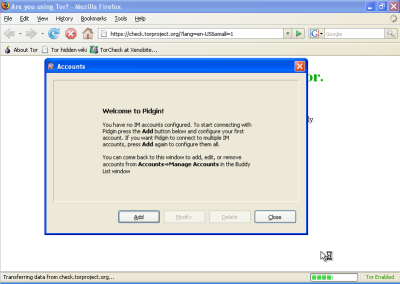 Are you using Tor? - Mozilla Firefox
File Edit View History Bookmarks Tools Help
https://check.torproject.org/?lang=en-US&small=1
Google
About Tor Tor hidden wiki TorCheck at Xenobite...
or.
ly
Accounts
Welcome to Pidgin!
You have no IM accounts configured. To start connecting with
Pidgin press the Add button below and configure your first
account. If you want Pidgin to connect to multiple IM
accounts, press Add again to configure them all.
You can come back to this window to add, edit, or remove
accounts from Accounts->Manage Accounts in the Buddy
List window
Add Modify Delete Close
Transferring data from check.torproject.org...
Tor Enabled